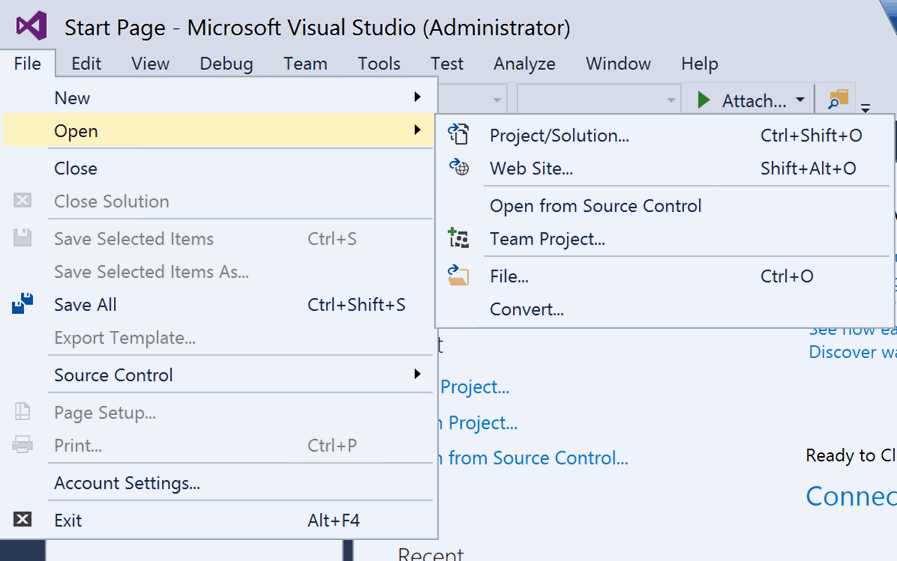 Start Page - Microsoft Visual Studio (Administrator)
File Edit View Debug Team Tools Test Analyze Window Help
Attach...
New
Open
Close
Close Solution
Save Selected Items Ctrl+S
Save Selected Items As...
Save All Ctrl+Shift+S
Export Template...
Source Control
Page Setup...
Print... Ctrl+P
Account Settings...
Exit Alt+F4
Project/Solution... Ctrl+Shift+O
Web Site... Shift+Alt+O
Open from Source Control
Team Project...
File... Ctrl+O
Convert...
See how ea
Discover wa
t
Project...
Project...
from Source Control...
Ready to Cl
Connec
Recent